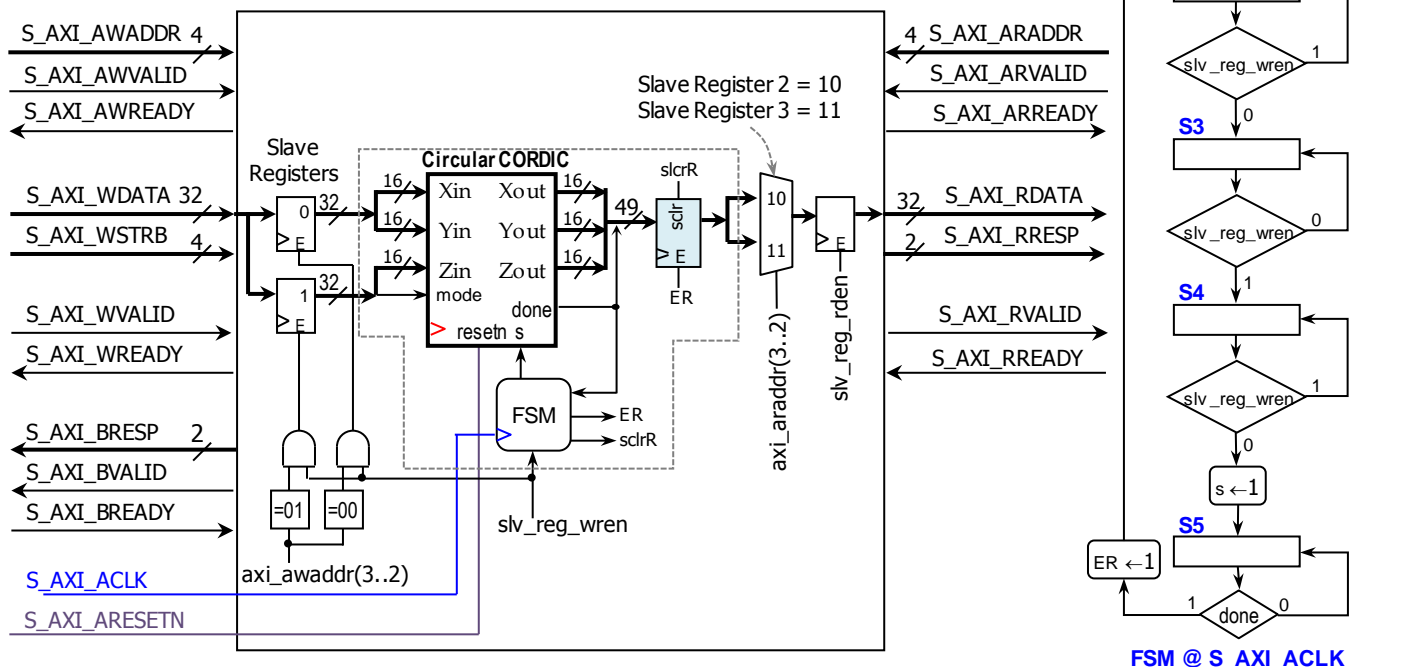 S_AXI_AWADDR 4
S_AXI_AWVALID
S_AXI_AWREADY
S_AXI_WDATA 32
S_AXI_WSTRB
4
S_AXI_WVALID
S_AXI_WREADY
S_AXI_BRESP 2
S_AXI_BVALID
S_AXI_BREADY
S_AXI_ACLK
S_AXI_ARESETN
Slave
Registers
0
E
32
1
E
32
=01
=00
axi_awaddr(3..2)
Circular CORDIC
16
Xin
Xout
16
16
Yin
Yout
16
16
Zin
Zout
16
mode
done
resetn s
FSM
ER
sclrR
slv_reg_wren
49
slcrR
sclr
E
ER
Slave Register 2 = 10
Slave Register 3 = 11
10
11
axi_araddr(3..2)
E
slv_reg_rden
4 S_AXI_ARADDR
S_AXI_ARVALID
S_AXI_ARREADY
32 S_AXI_RDATA
2 S_AXI_RRESP
S_AXI_RVALID
S_AXI_RREADY
slv_reg_wren
1
0
S3
slv_reg_wren
0
1
S4
slv_reg_wren
1
0
s ←1
S5
ER ←1
1
done
0
FSM @ S_AXI_ACLK